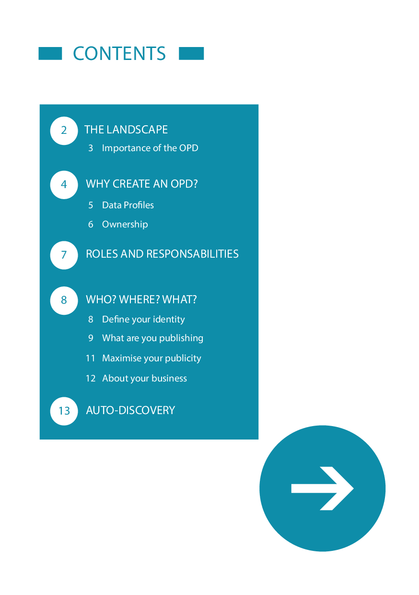 CONTENTS
2 THE LANDSCAPE
3 Importance of the OPD
4 WHY CREATE AN OPD?
5 Data Profiles
6 Ownership
7 ROLES AND RESPONSABILITIES
8 WHO? WHERE? WHAT?
8 Define your identity
9 What are you publishing
11 Maximise your publicity
12 About your business
13 AUTO-DISCOVERY